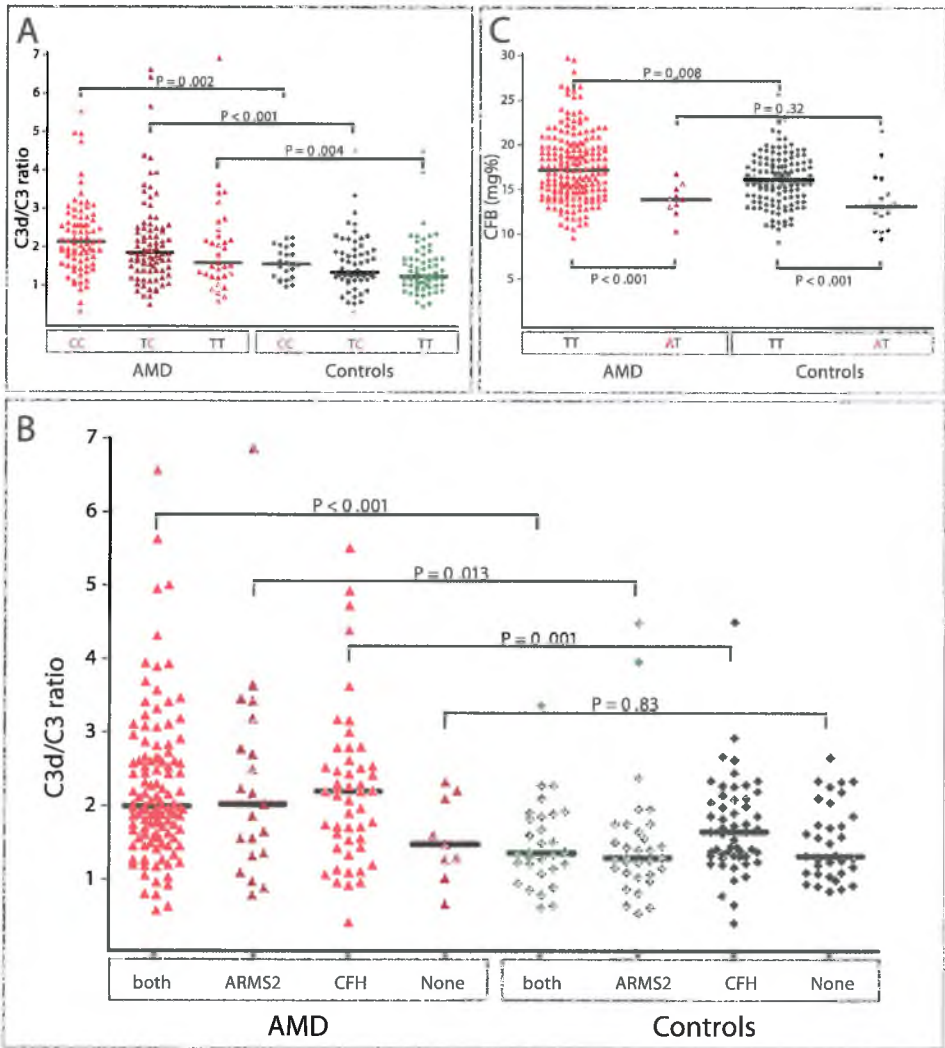 A
C3d/C3 ratio
7
6
5
4
3
2
1
P = 0.002
P < 0.001
P = 0.004
CC TC TT CC TC TT
AMD Controls
C
CFB (mg%)
30
25
20
15
10
5
P = 0.008
P = 0.32
P < 0.001 P < 0.001
TT AT TT AT
AMD Controls
B
C3d/C3 ratio
7
6
5
4
3
2
1
P < 0.001
P = 0.013
P = 0.001
P = 0.83
both ARMS2 CFH None both ARMS2 CFH None
AMD Controls